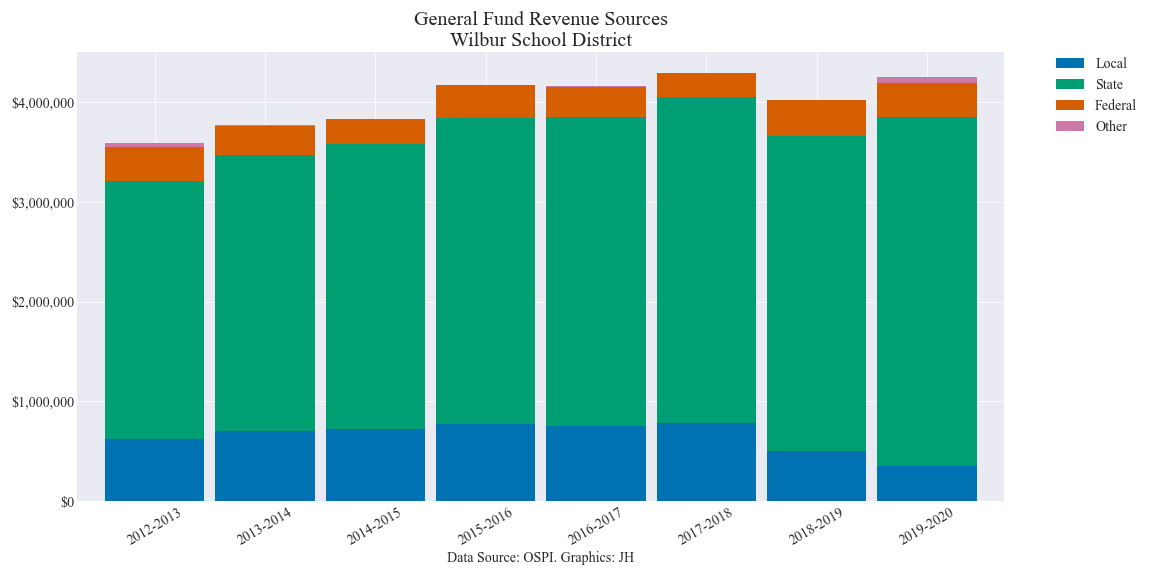 General Fund Revenue Sources
Wilbur School District
Local
State
Federal
Other
$4,000,000
$3,000,000
$2,000,000
$1,000,000
$0
2012-2013
2013-2014
2014-2015
2015-2016
2016-2017
2017-2018
2018-2019
2019-2020
Data Source: OSPI. Graphics: JH